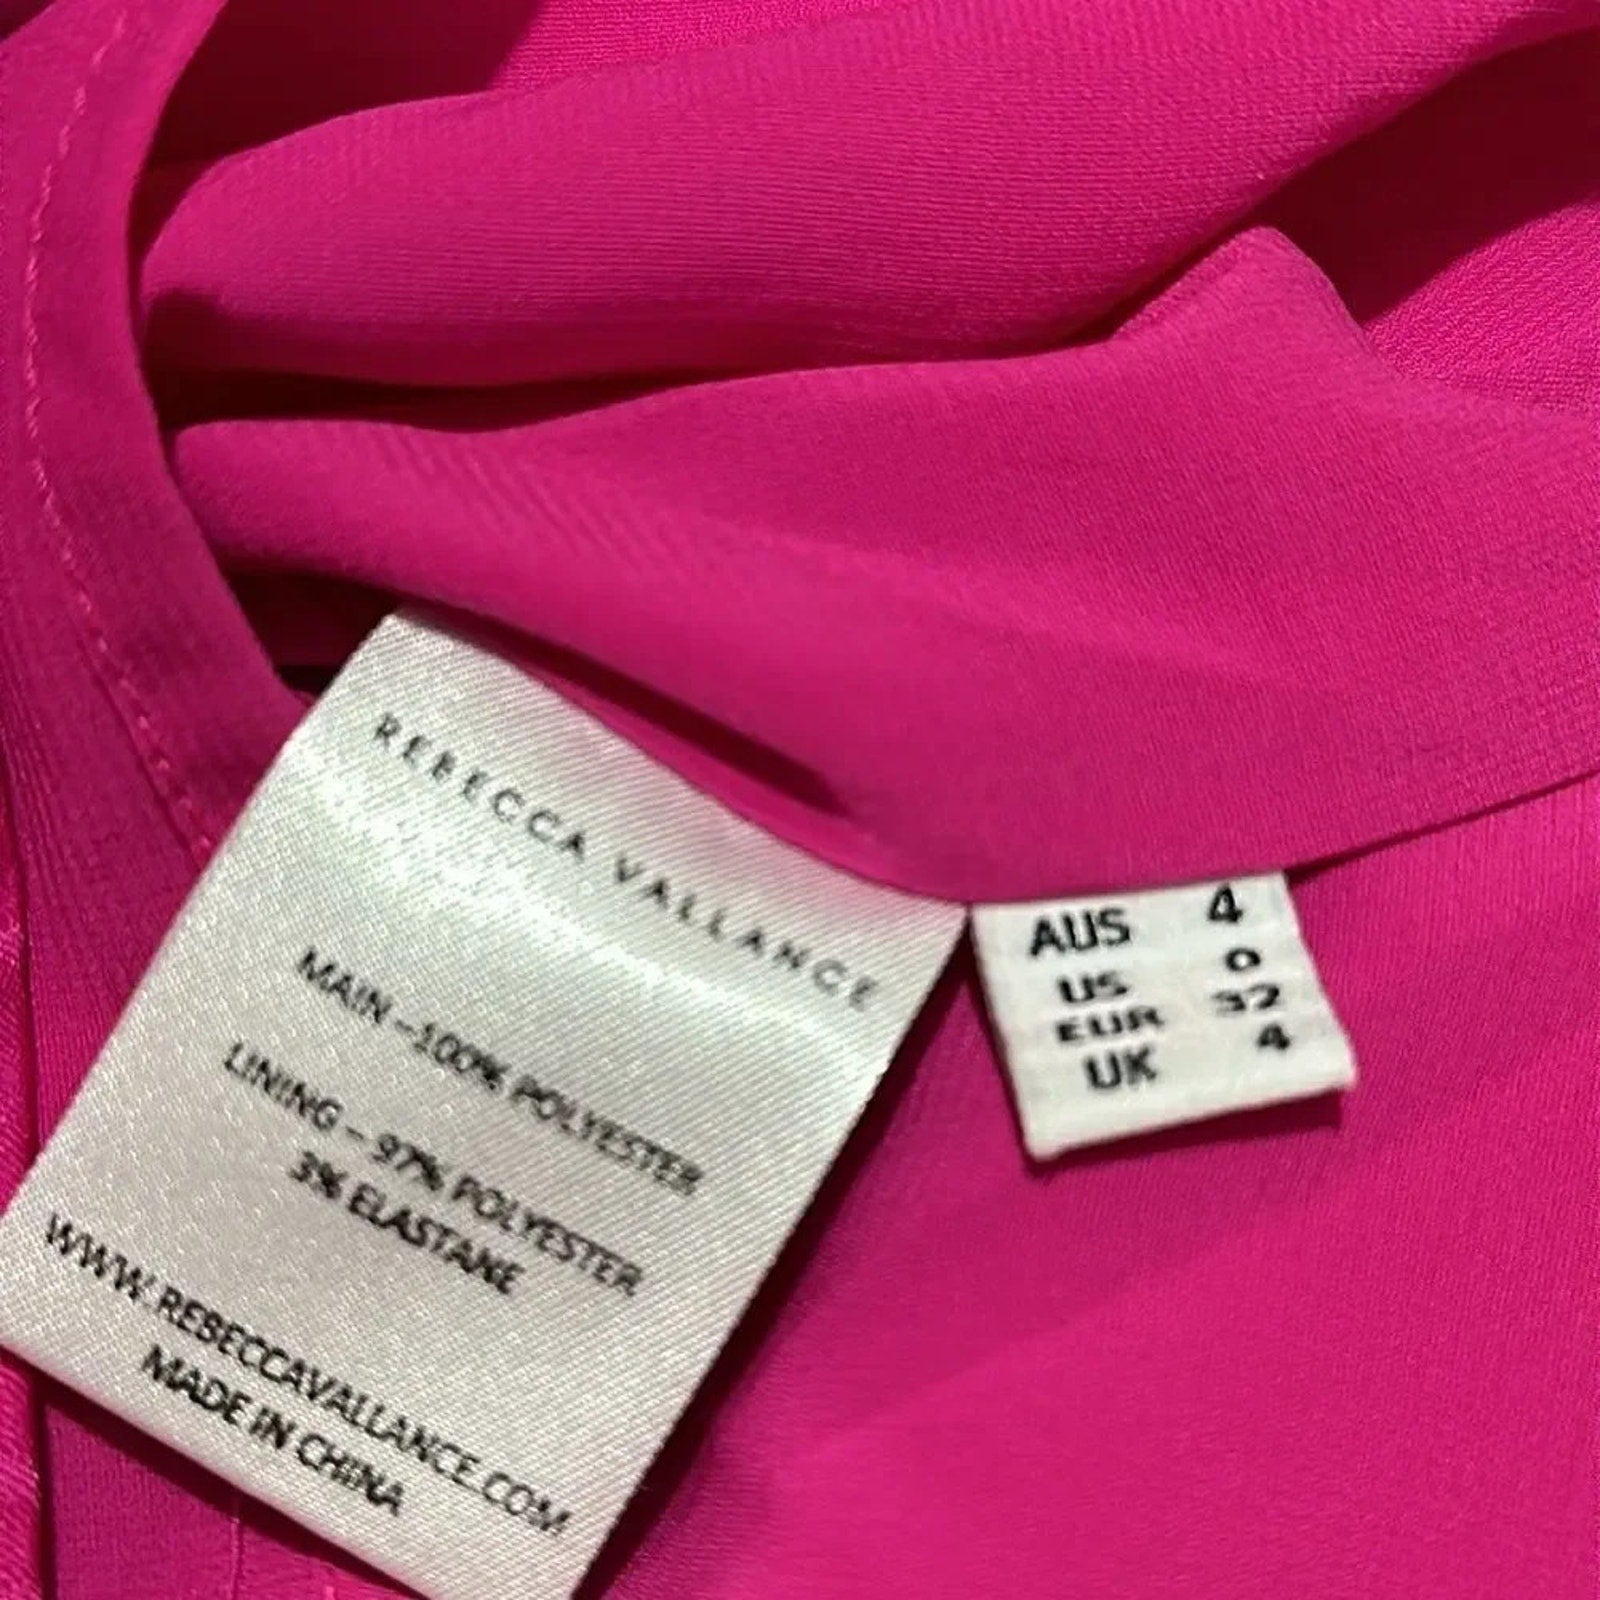 REBECCA VALLANCE
MAIN -100% POLYESTER
LINING - 97% POLYESTER
3% ELASTANE
WWW.REBECCAVALLANCE.COM
MADE IN CHINA
AUS 4
US 0
EUR 32
UK 4